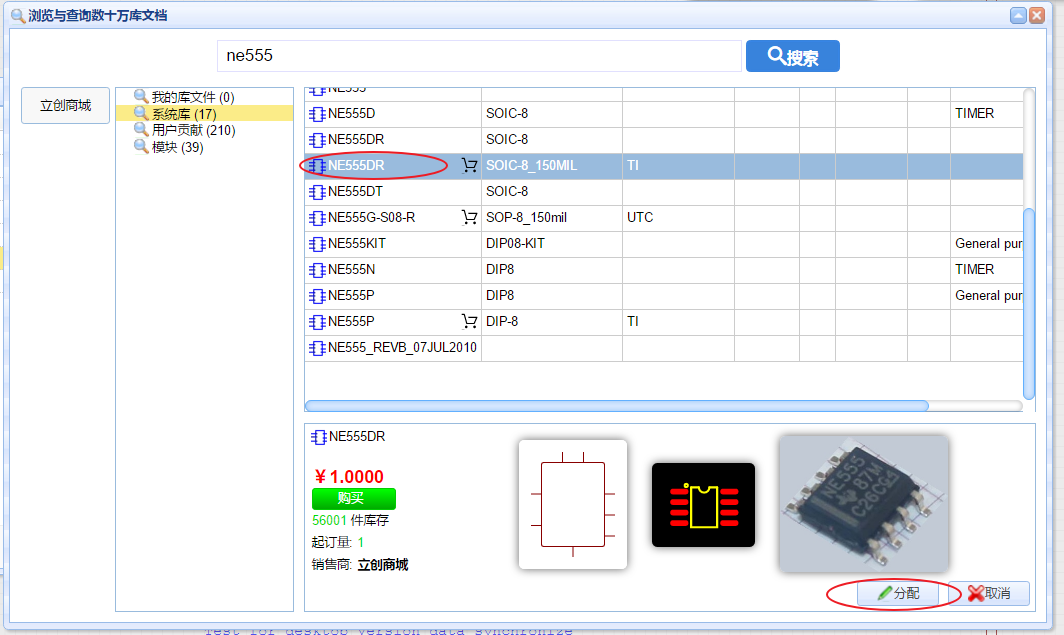 浏览与查询数十万库文档
ne555
搜索
立创商城
我的库文件 (0)
系统库 (17)
用户贡献 (210)
模块 (39)
NE555
NE555D SOIC-8 TIMER
NE555DR SOIC-8
NE555DR SOIC-8_150MIL TI
NE555DT SOIC-8
NE555G-S08-R SOP-8_150mil UTC
NE555KIT DIP08-KIT General pur
NE555N DIP8 TIMER
NE555P DIP8 General pur
NE555P DIP-8 TI
NE555_REVB_07JUL2010
NE555DR
￥1.0000
购买
56001 件库存
起订量: 1
销售商: 立创商城
NE555
87M
C26CG4
分配
取消
Test for desktop version data synchronize